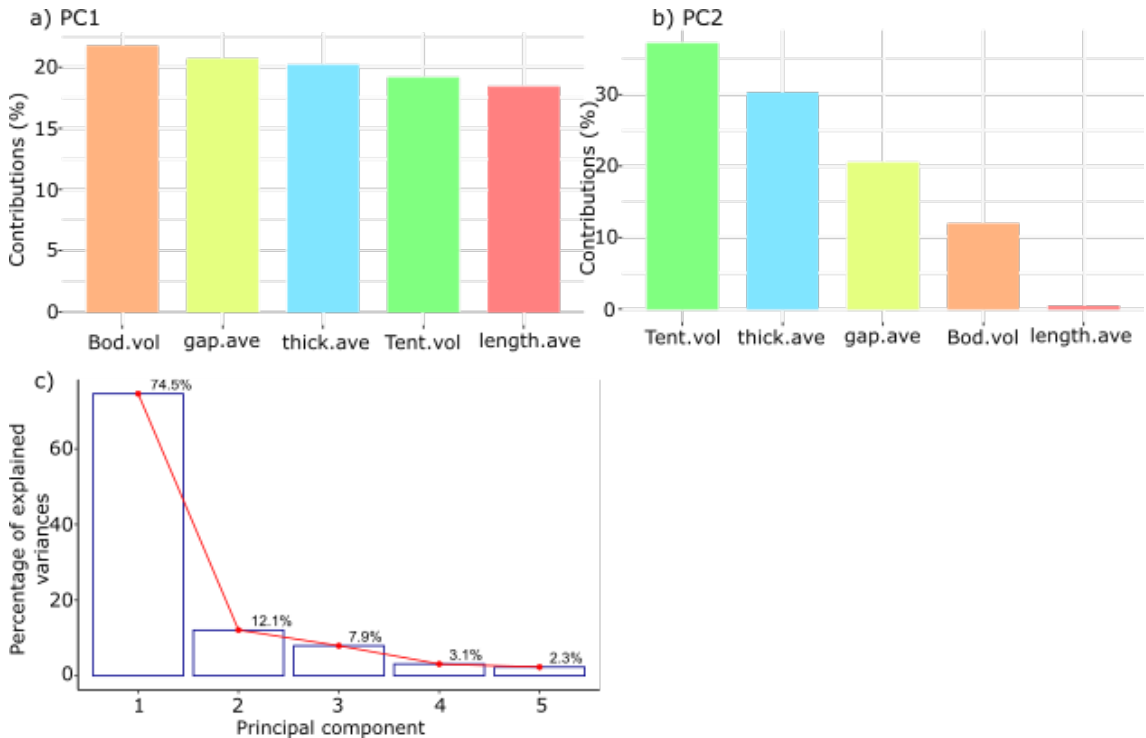 a) PC1
Contributions (%)
20
15
10
5
0
Bod.vol gap.ave thick.ave Tent.vol length.ave
b) PC2
Contributions (%)
30
20
10
0
Tent.vol thick.ave gap.ave Bod.vol length.ave
c)
Percentage of explained
variances
60
40
20
0
74.5%
12.1%
7.9%
3.1%
2.3%
1 2 3 4 5
Principal component